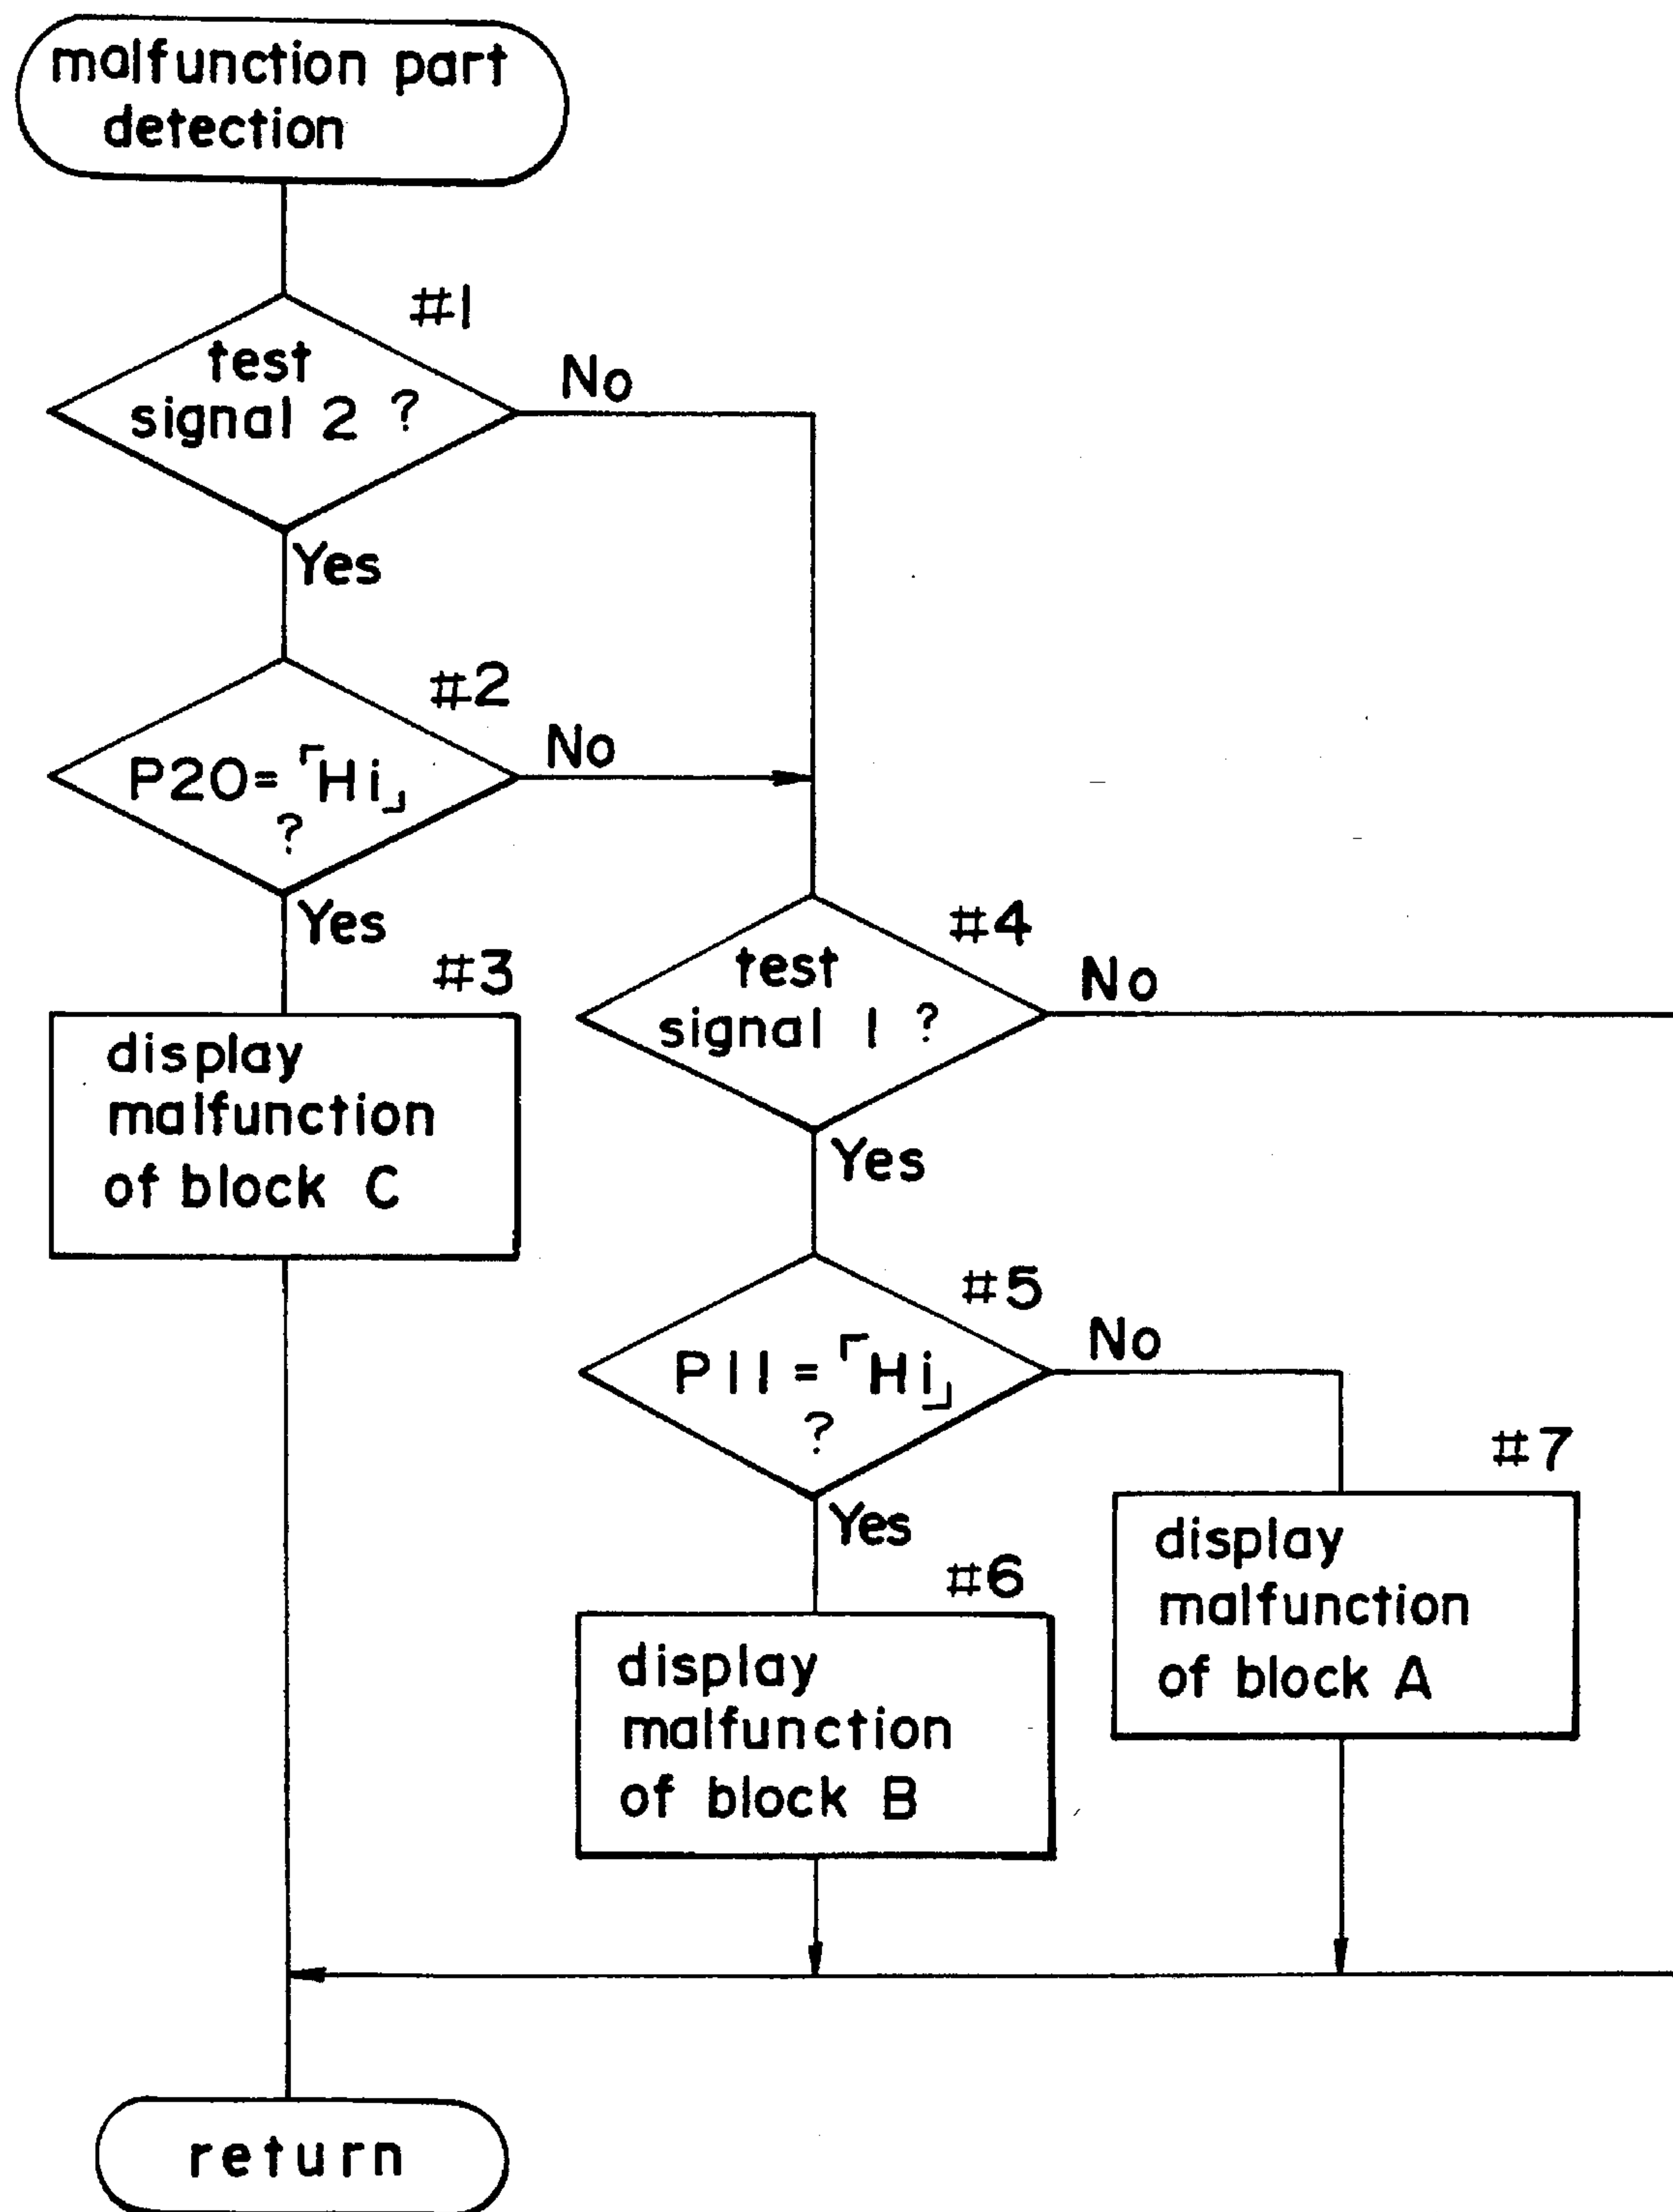 malfunction part
detection
#1
test
signal 2 ?
No
Yes
#2
P20=「Hi」
?
No
Yes
#3
display
malfunction
of block C
#4
test
signal 1 ?
No
Yes
#5
P11=「Hi」
?
No
Yes
#6
display
malfunction
of block B
#7
display
malfunction
of block A
return